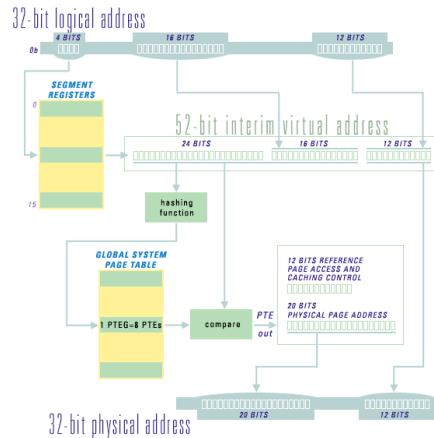 32-bit logical address
4 BITS
16 BITS
12 BITS
0b
SEGMENT
REGISTERS
0
15
52-bit interim virtual address
24 BITS
16 BITS
12 BITS
hashing
function
GLOBAL SYSTEM
PAGE TABLE
1 PTEG=8 PTEs
compare
PTE
out
12 BITS REFERENCE
PAGE ACCESS AND
CACHING CONTROL
20 BITS
PHYSICAL PAGE ADDRESS
20 BITS
12 BITS
32-bit physical address